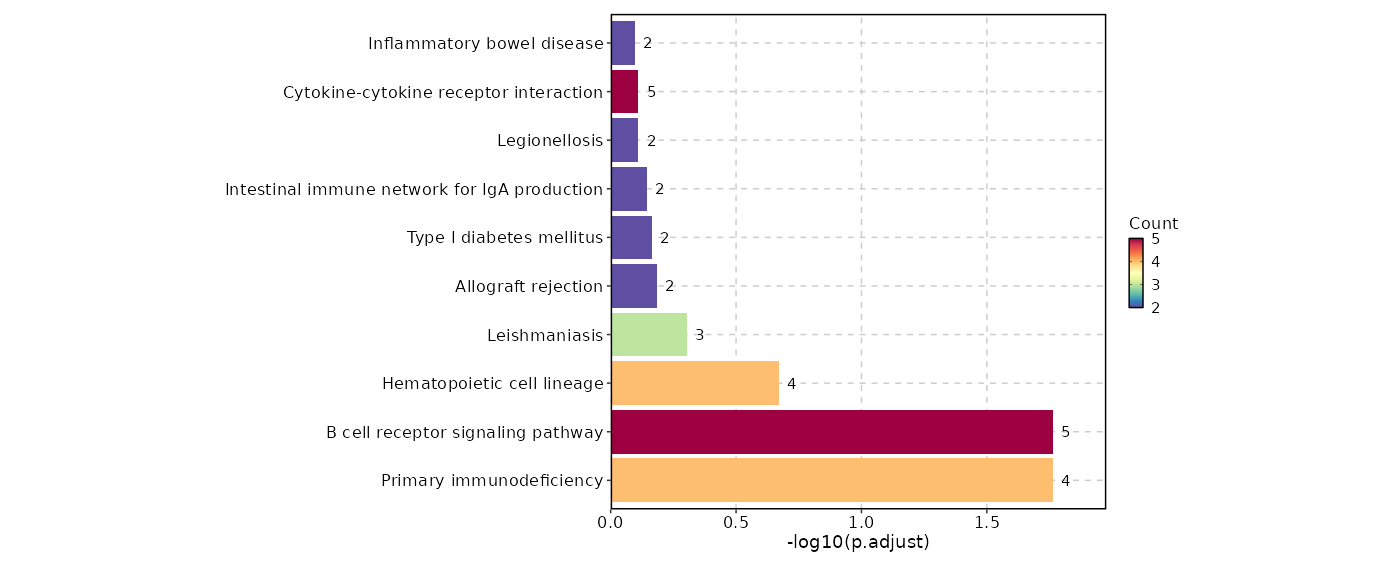 Inflammatory bowel disease
2
Cytokine-cytokine receptor interaction
5
Legionellosis
2
Intestinal immune network for IgA production
2
Type I diabetes mellitus
2
Allograft rejection
2
Leishmaniasis
3
Hematopoietic cell lineage
4
B cell receptor signaling pathway
5
Primary immunodeficiency
4
0.0 0.5 1.0 1.5
-log10(p.adjust)
Count
5
4
3
2